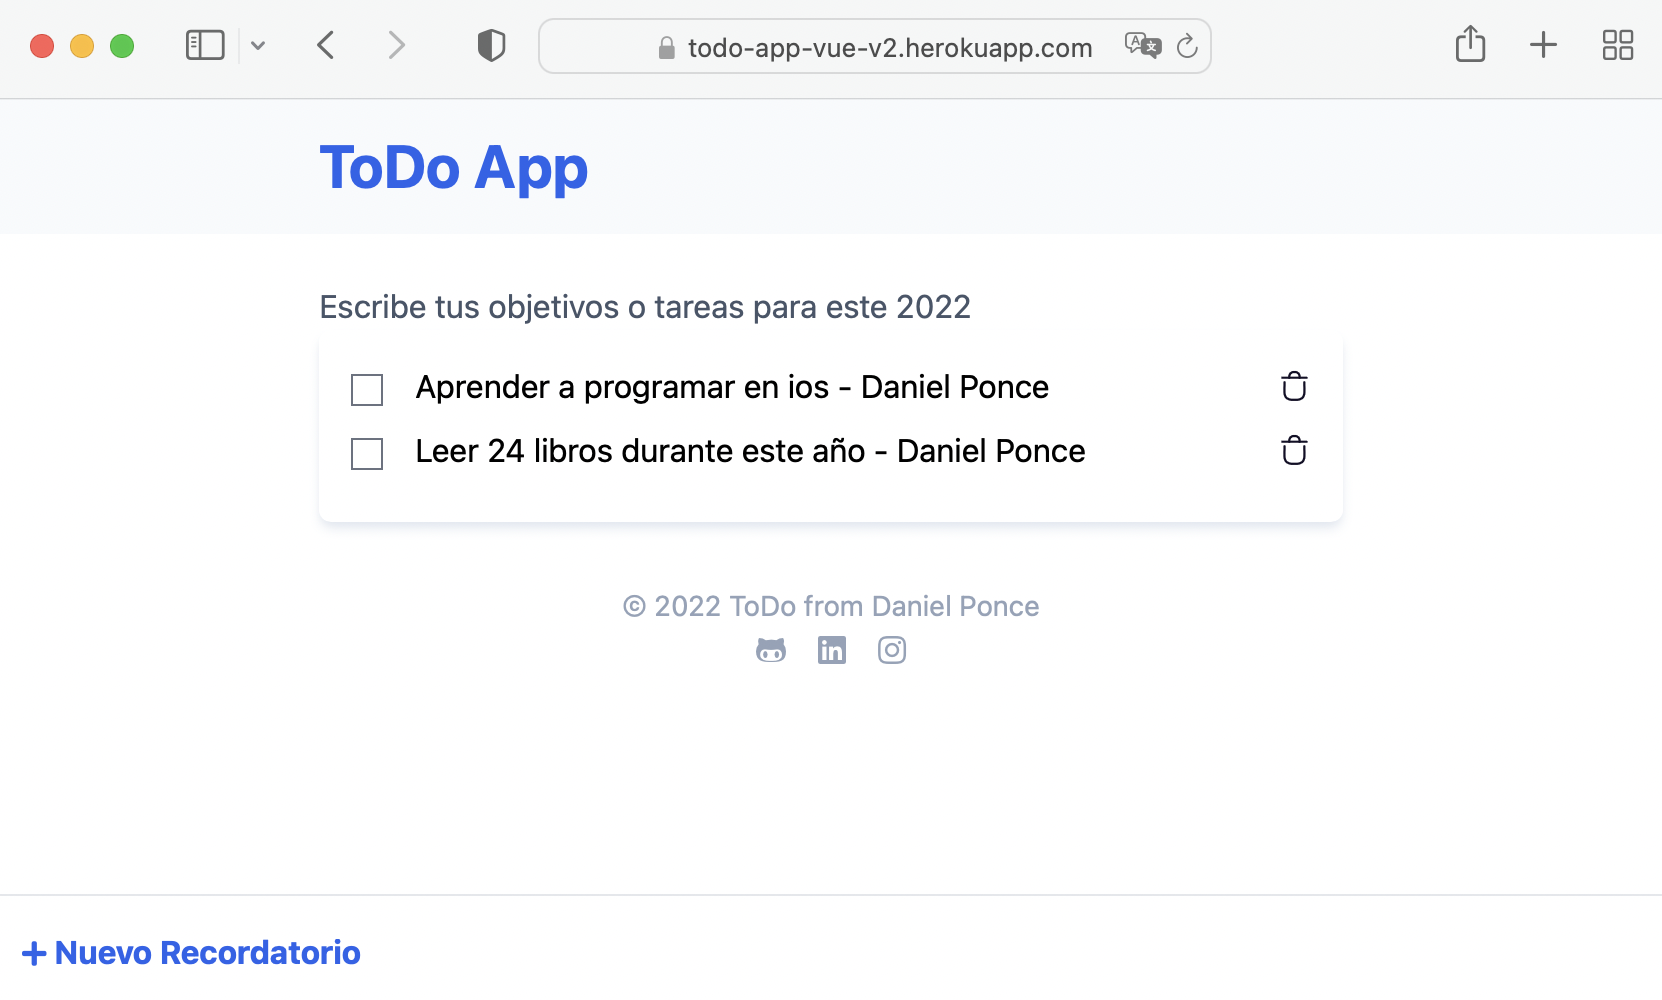 todo-app-vue-v2.herokuapp.com
ToDo App
Escribe tus objetivos o tareas para este 2022
Aprender a programar en ios - Daniel Ponce
Leer 24 libros durante este año - Daniel Ponce
© 2022 ToDo from Daniel Ponce
+ Nuevo Recordatorio